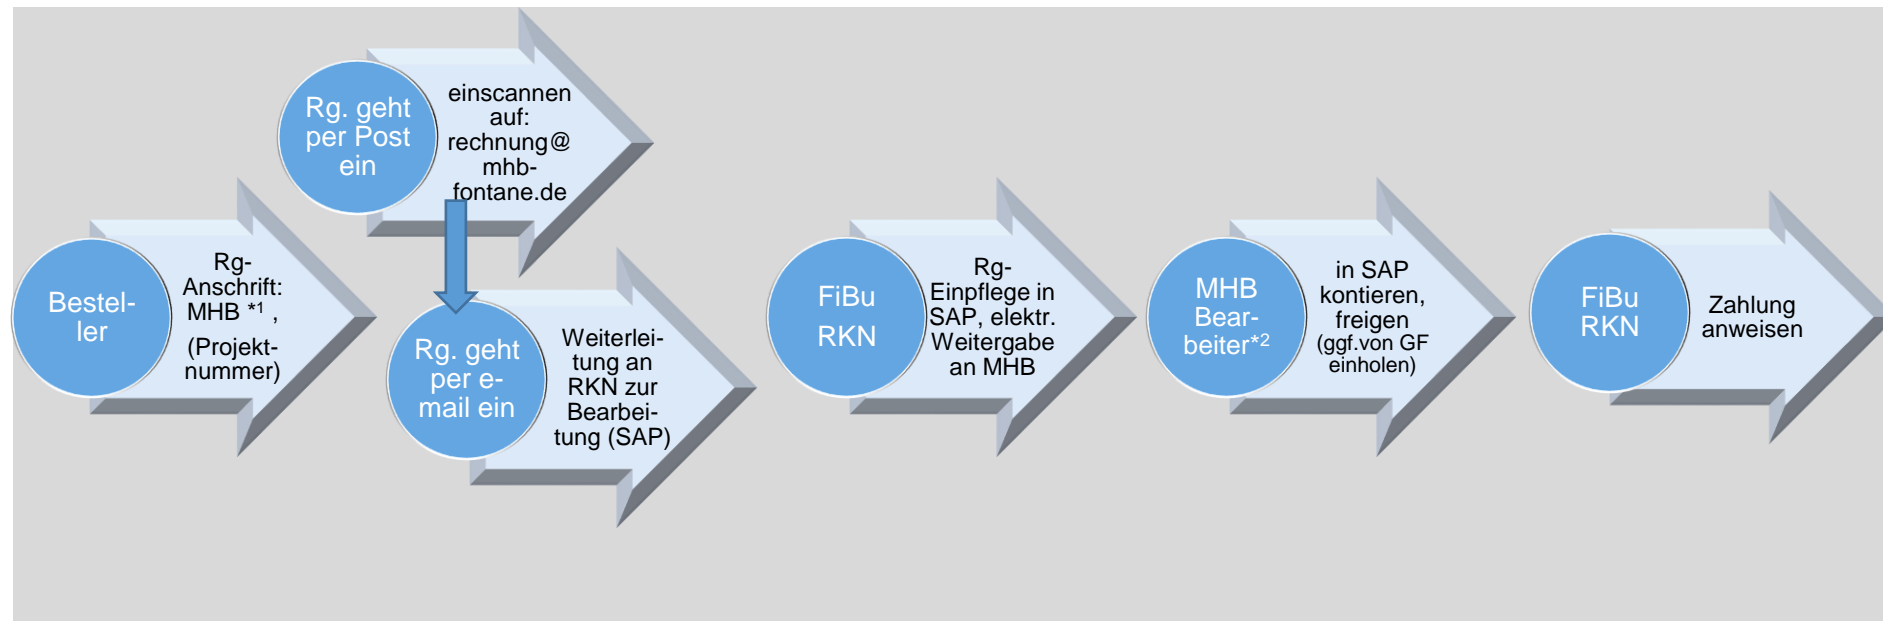 Bestel-
ler
Rg-
Anschrift:
MHB *1 ,
(Projekt-
nummer)
Rg. geht
per Post
ein
einscannen
auf:
rechnung@
mhb-
fontane.de
Rg. geht
per e-
mail ein
Weiterlei-
tung an
RKN zur
Bearbei-
tung (SAP)
FiBu
RKN
Rg-
Einpflege in
SAP, elektr.
Weitergabe
an MHB
MHB
Bear-
beiter*2
in SAP
kontieren,
freigen
(ggf.von GF
einholen)
FiBu
RKN
Zahlung
anweisen